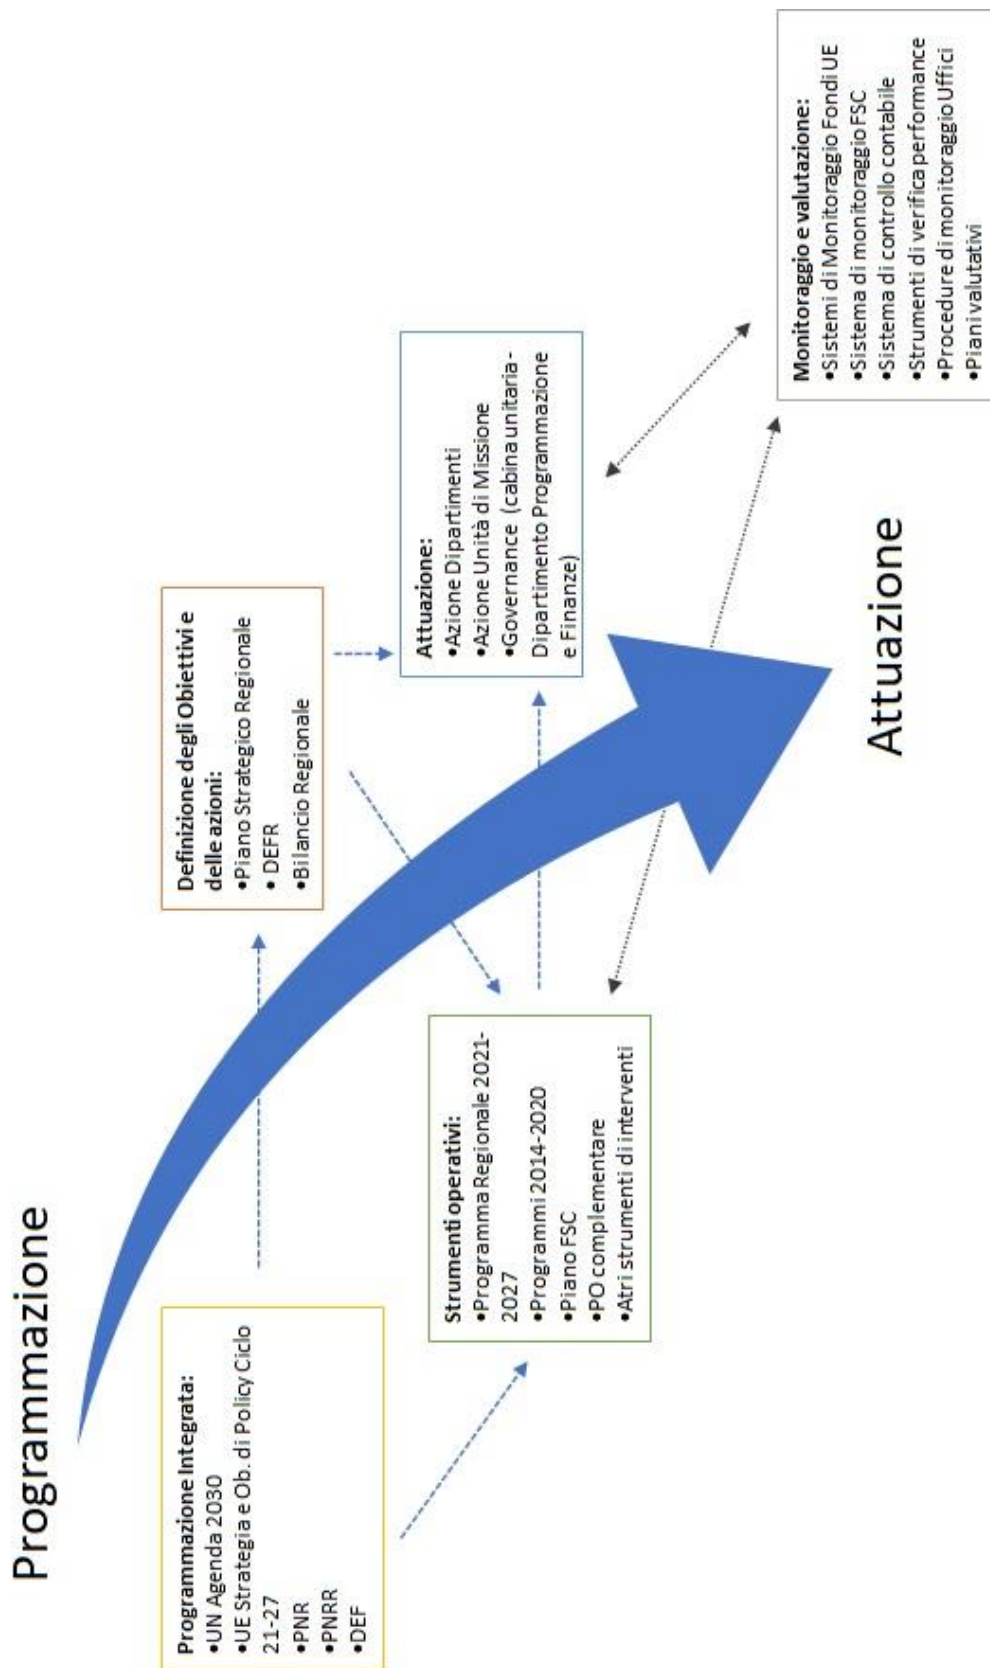 Programmazione
Programmazione Integrata:
•UN Agenda 2030
•UE Strategia e Ob. di Policy Ciclo
21-27
•PNR
•PNRR
•DEF
Definizione degli Obiettivi e
delle azioni:
•Piano Strategico Regionale
• DEFR
•Bilancio Regionale
Strumenti operativi:
•Programma Regionale 2021-
2027
•Programmi 2014-2020
•Piano FSC
•PO complementare
•Atri strumenti di interventi
Attuazione:
•Azione Dipartimenti
•Azione Unità di Missione
•Governance (cabina unitaria -
Dipartimento Programmazione
e Finanze)
Attuazione
Monitoraggio e valutazione:
•Sistemi di Monitoraggio Fondi UE
•Sistema di monitoraggio FSC
•Sistema di controllo contabile
•Strumenti di verifica performance
•Procedure di monitoraggio Uffici
•Piani valutativi